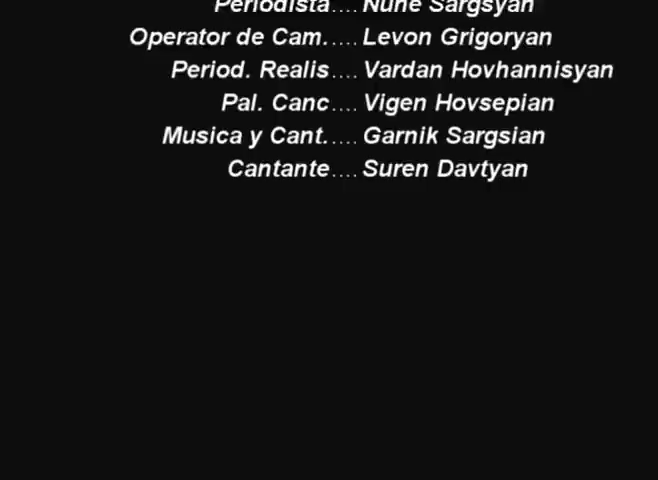 Periodista.... Nune Sargsyan
Operator de Cam..... Levon Grigoryan
Period. Realis.... Vardan Hovhannisyan
Pal. Canc.... Vigen Hovsepian
Musica y Cant..... Garnik Sargsian
Cantante.... Suren Davtyan